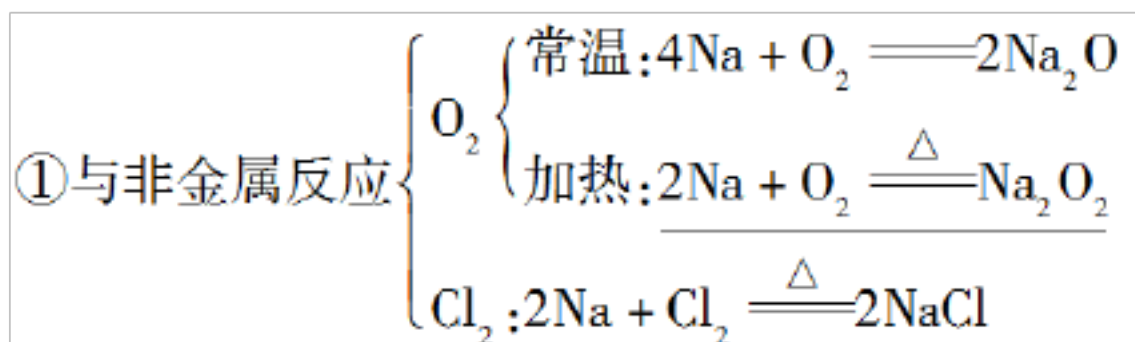 常温:4Na + O₂ ══ 2Na₂O
O₂
加热:2Na + O₂ ══ Na₂O₂
△
①与非金属反应
Cl₂:2Na + Cl₂ ══ 2NaCl
△